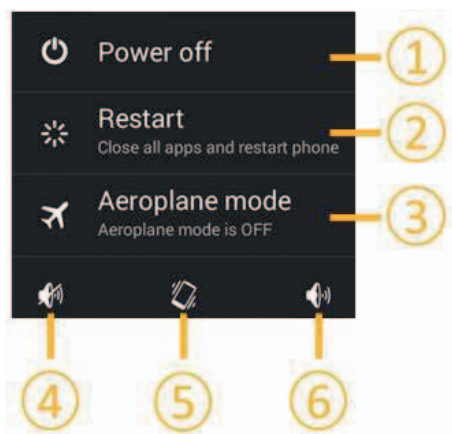 Power off
1
Restart
Close all apps and restart phone
2
Aeroplane mode
Aeroplane mode is OFF
3
4 5 6